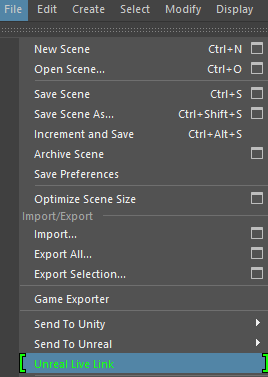 File Edit Create Select Modify Display
New Scene Ctrl+N
Open Scene... Ctrl+O
Save Scene Ctrl+S
Save Scene As... Ctrl+Shift+S
Increment and Save Ctrl+Alt+S
Archive Scene
Save Preferences
Optimize Scene Size
Import/Export
Import...
Export All...
Export Selection...
Game Exporter
Send To Unity
Send To Unreal
Unreal Live Link